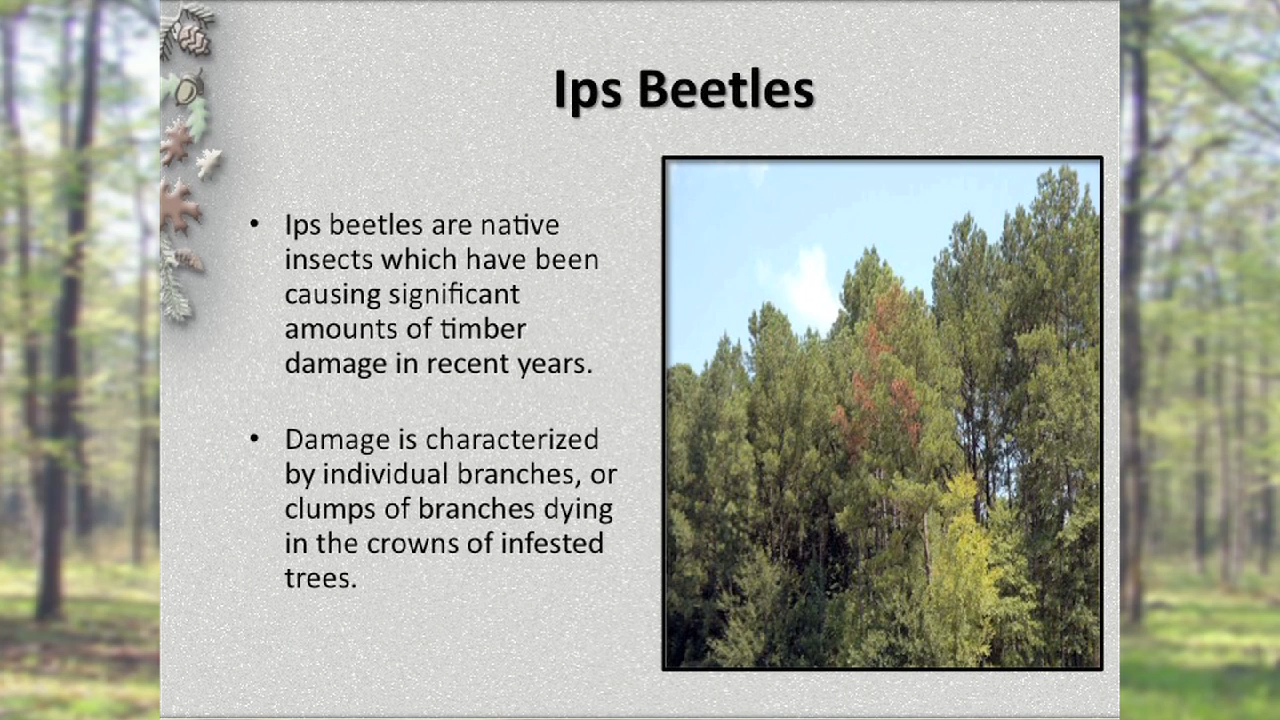 Ips Beetles
• Ips beetles are native
insects which have been
causing significant
amounts of timber
damage in recent years.
• Damage is characterized
by individual branches, or
clumps of branches dying
in the crowns of infested
trees.